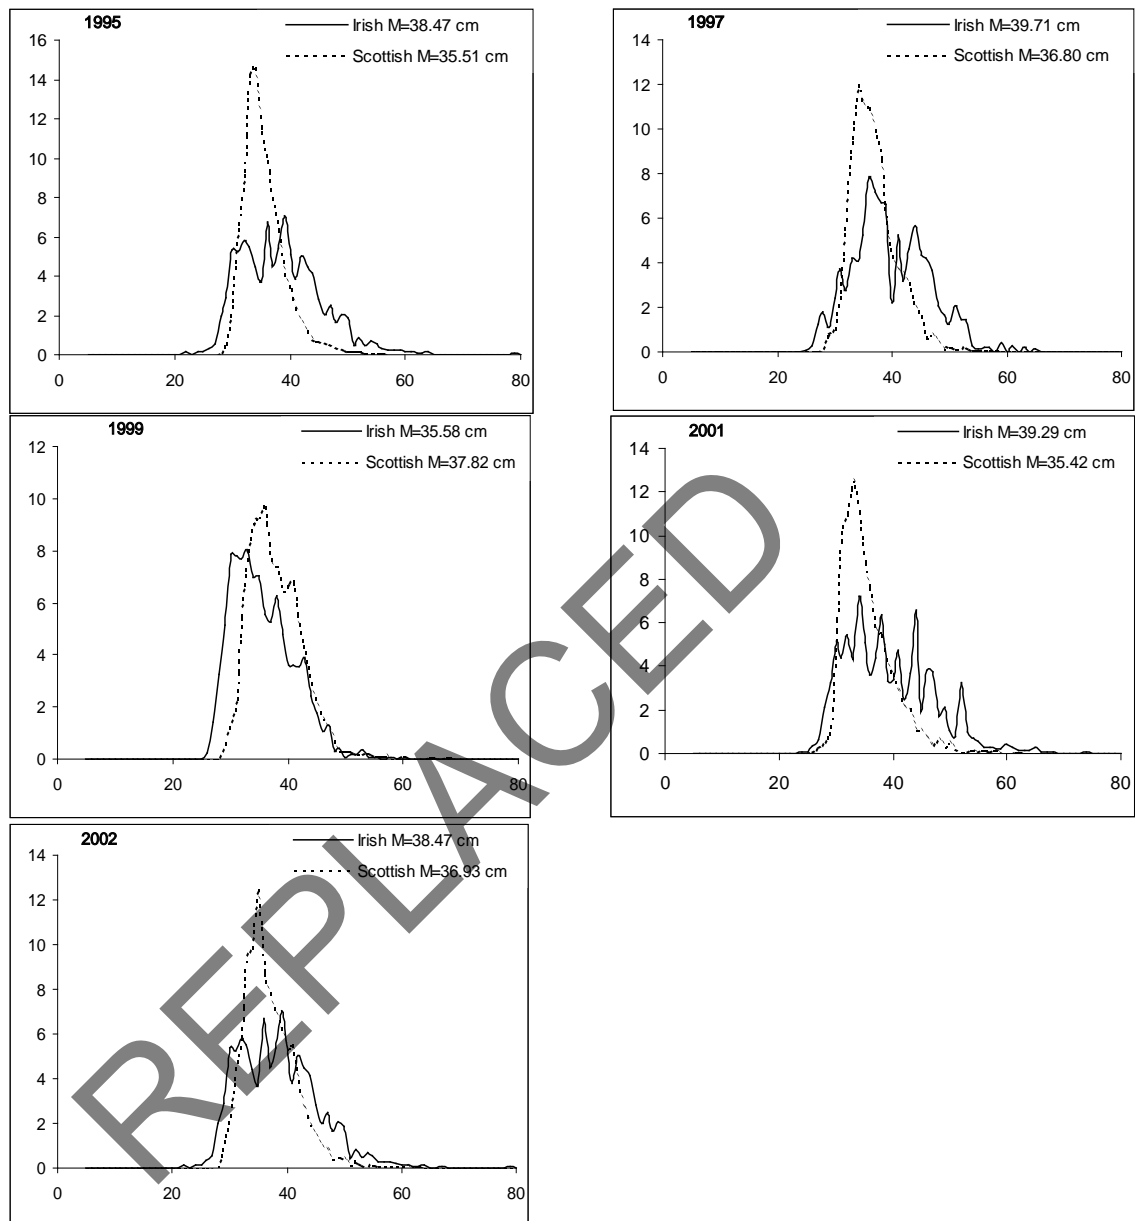 1995
Irish M=38.47 cm
Scottish M=35.51 cm
16
14
12
10
8
6
4
2
0
0 20 40 60 80
1997
Irish M=39.71 cm
Scottish M=36.80 cm
14
12
10
8
6
4
2
0
0 20 40 60 80
1999
Irish M=35.58 cm
Scottish M=37.82 cm
12
10
8
6
4
2
0
0 20 40 60 80
2001
Irish M=39.29 cm
Scottish M=35.42 cm
14
12
10
8
6
4
2
0
0 20 40 60 80
2002
Irish M=38.47 cm
Scottish M=36.93 cm
14
12
10
8
6
4
2
0
0 20 40 60 80
REPLACED